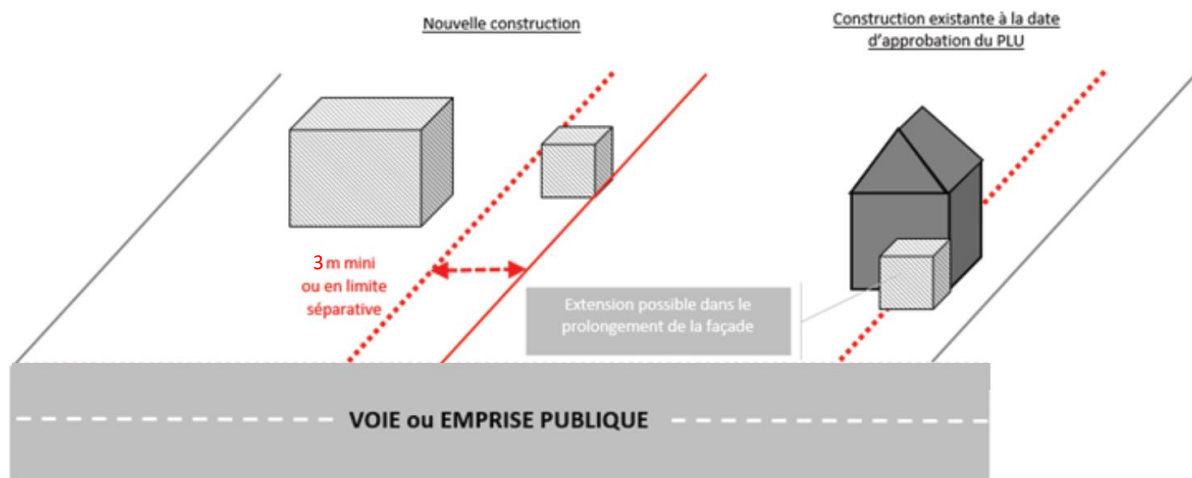 Nouvelle construction
Construction existante à la date
d'approbation du PLU
3 m mini
ou en limite
séparative
Extension possible dans le
prolongement de la façade
VOIE ou EMPRISE PUBLIQUE